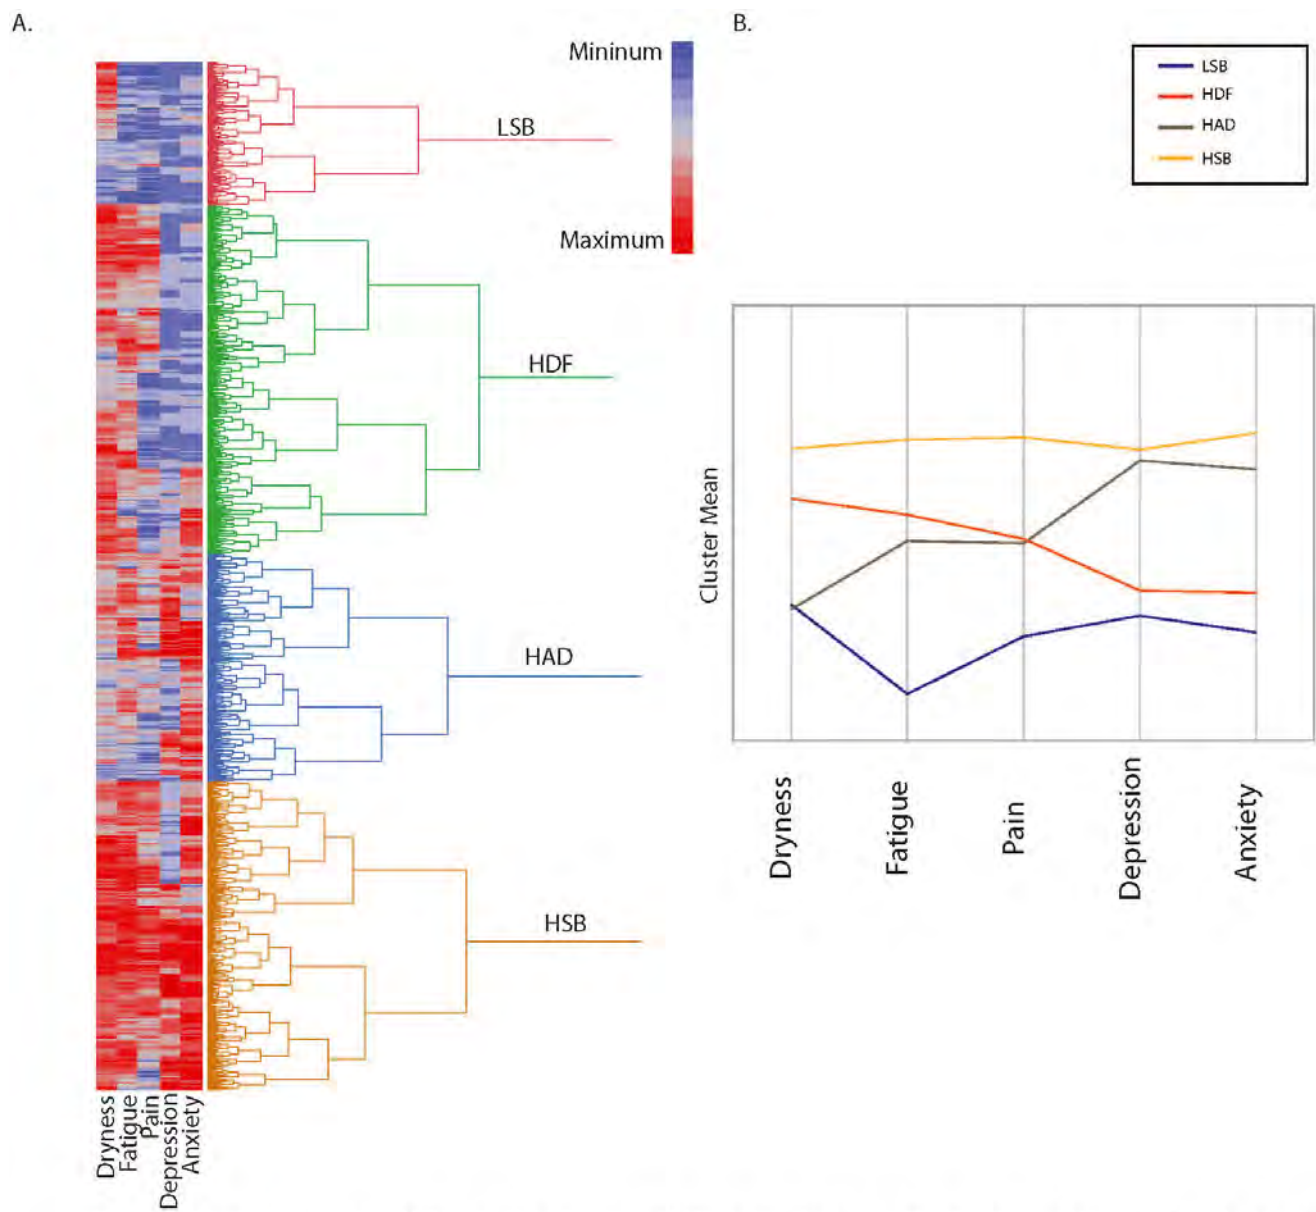 A.
Mininum
Maximum
LSB
HDF
HAD
HSB
Dryness
Fatigue
Pain
Depression
Anxiety
B.
LSB
HDF
HAD
HSB
Cluster Mean
Dryness
Fatigue
Pain
Depression
Anxiety